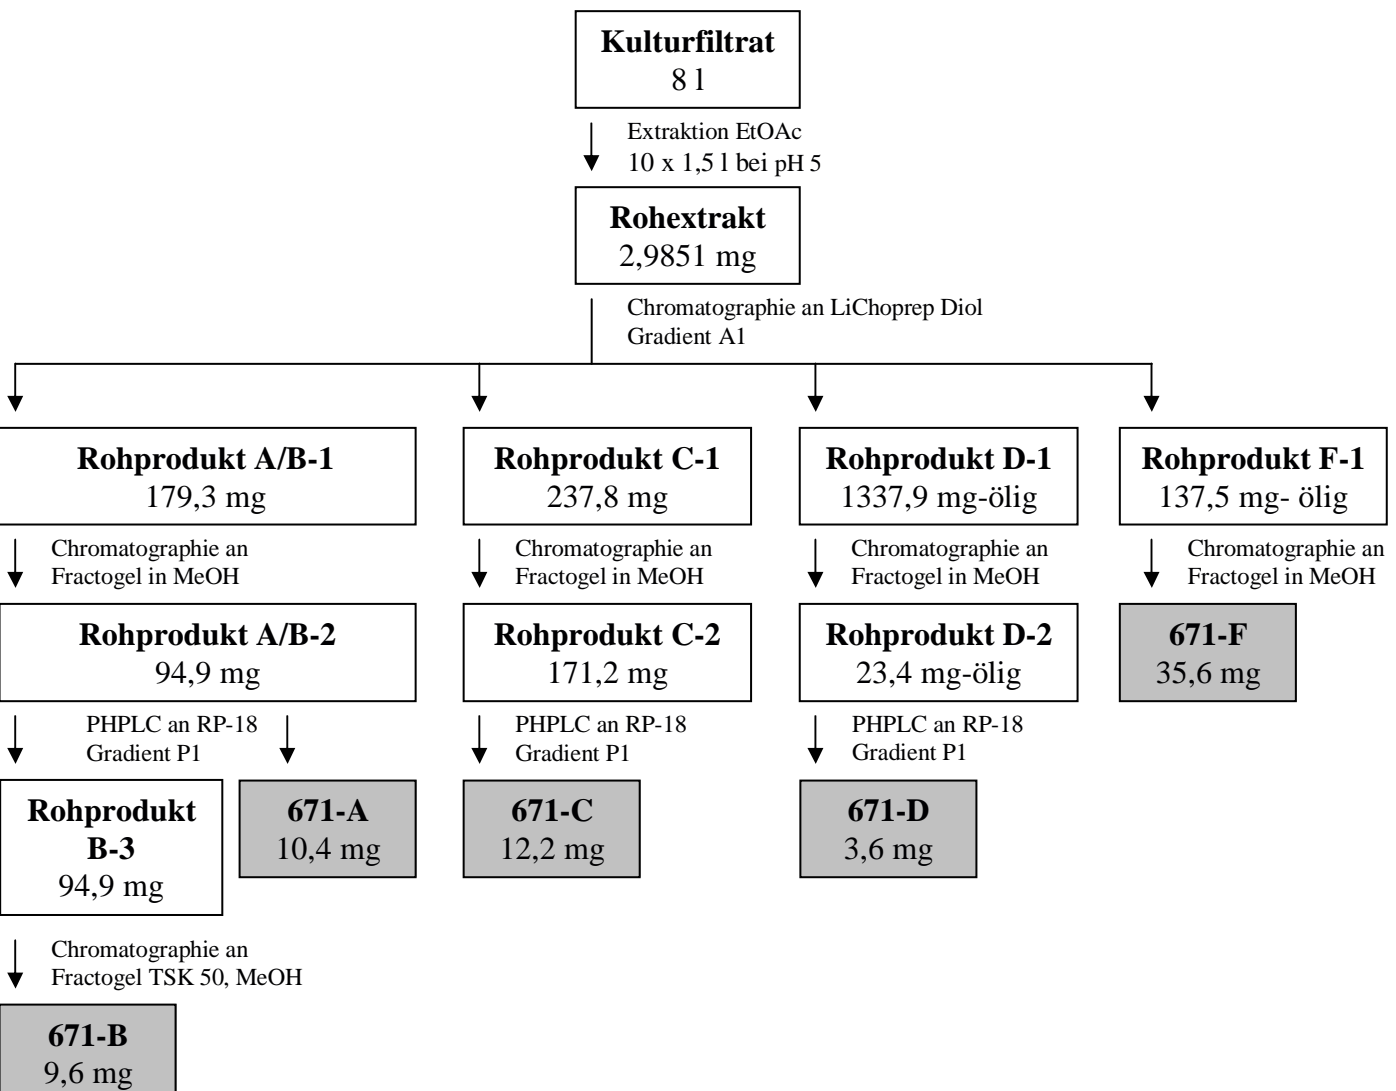 Kulturfiltrat
8 l
Extraktion EtOAc
10 x 1,5 l bei pH 5
Rohextrakt
2,9851 mg
Chromatographie an LiChoprep Diol
Gradient A1
Rohprodukt A/B-1
179,3 mg
Rohprodukt C-1
237,8 mg
Rohprodukt D-1
1337,9 mg-ölig
Rohprodukt F-1
137,5 mg- ölig
Chromatographie an
Fractogel in MeOH
Chromatographie an
Fractogel in MeOH
Chromatographie an
Fractogel in MeOH
Chromatographie an
Fractogel in MeOH
Rohprodukt A/B-2
94,9 mg
Rohprodukt C-2
171,2 mg
Rohprodukt D-2
23,4 mg-ölig
671-F
35,6 mg
PHPLC an RP-18
Gradient P1
PHPLC an RP-18
Gradient P1
PHPLC an RP-18
Gradient P1
Rohprodukt
B-3
94,9 mg
671-A
10,4 mg
671-C
12,2 mg
671-D
3,6 mg
Chromatographie an
Fractogel TSK 50, MeOH
671-B
9,6 mg